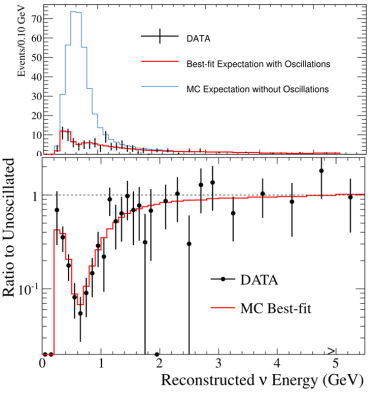 Events/0.10 GeV
70
60
50
40
30
20
10
0
DATA
Best-fit Expectation with Oscillations
MC Expectation without Oscillations
Ratio to Unoscillated
1
10-1
DATA
MC Best-fit
0 1 2 3 4 5
>
Reconstructed ν Energy (GeV)